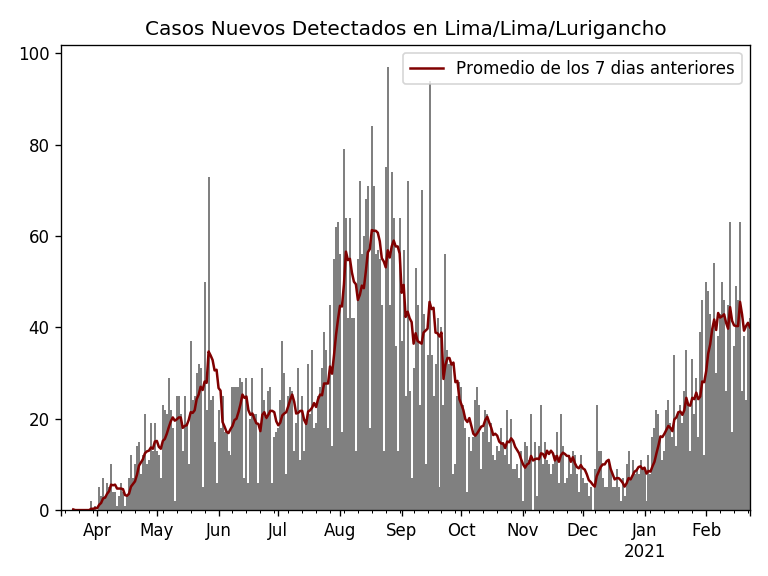 Casos Nuevos Detectados en Lima/Lima/Lurigancho
Promedio de los 7 dias anteriores
100
80
60
40
20
0
Apr May Jun Jul Aug Sep Oct Nov Dec Jan Feb
2021